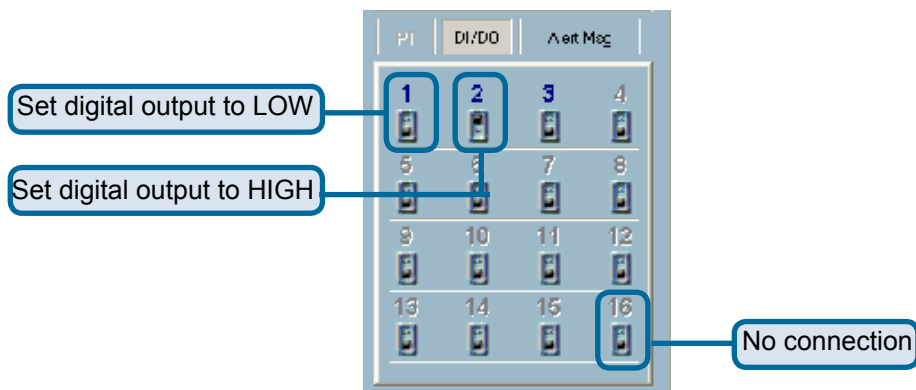 PT DI/DO Alert Msg
Set digital output to LOW
1 2 3 4
Set digital output to HIGH
5 6 7 8
9 10 11 12
13 14 15 16
No connection